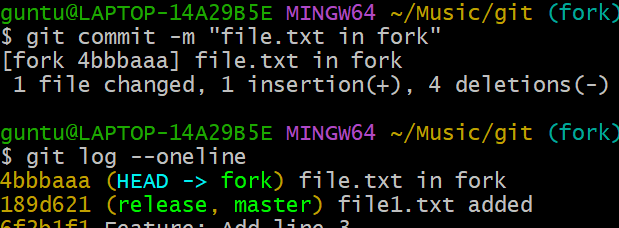 guntu@LAPTOP-14A29B5E MINGW64 ~/Music/git (fork)
$ git commit -m "file.txt in fork"
[fork 4bbbaaa] file.txt in fork
 1 file changed, 1 insertion(+), 4 deletions(-)
guntu@LAPTOP-14A29B5E MINGW64 ~/Music/git (fork)
$ git log --oneline
4bbbaaa (HEAD -> fork) file.txt in fork
189d621 (release, master) file1.txt added
6f2b1f1 Feature: Add line 3